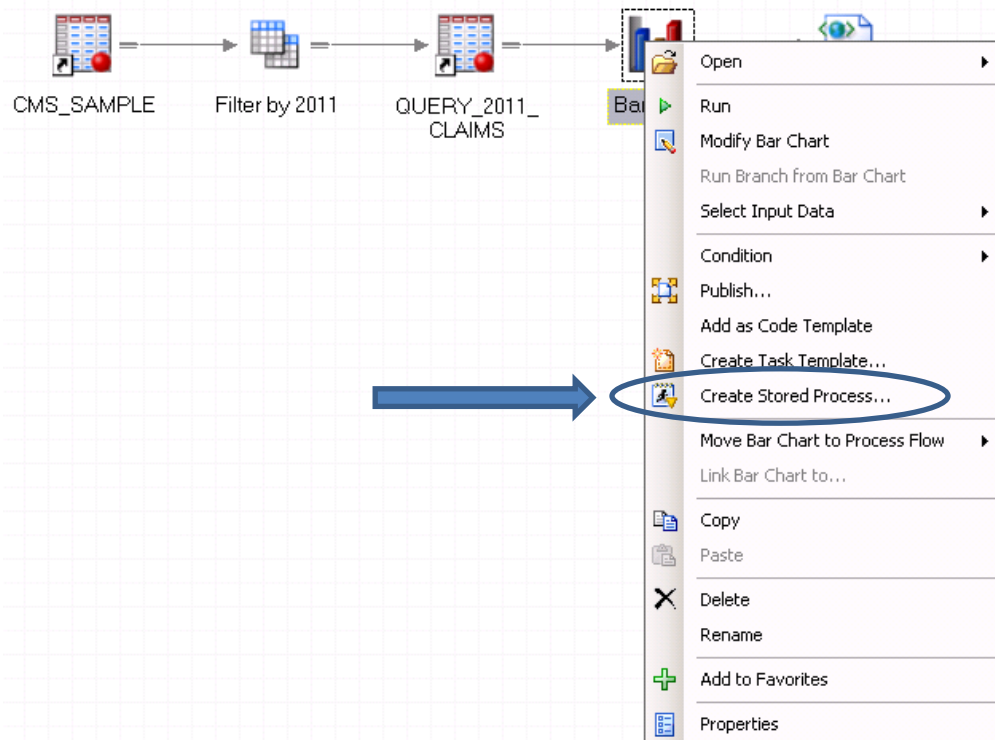 CMS_SAMPLE
Filter by 2011
QUERY_2011_
CLAIMS
Open
Run
Modify Bar Chart
Run Branch from Bar Chart
Select Input Data
Condition
Publish...
Add as Code Template
Create Task Template...
Create Stored Process...
Move Bar Chart to Process Flow
Link Bar Chart to...
Copy
Paste
Delete
Rename
Add to Favorites
Properties